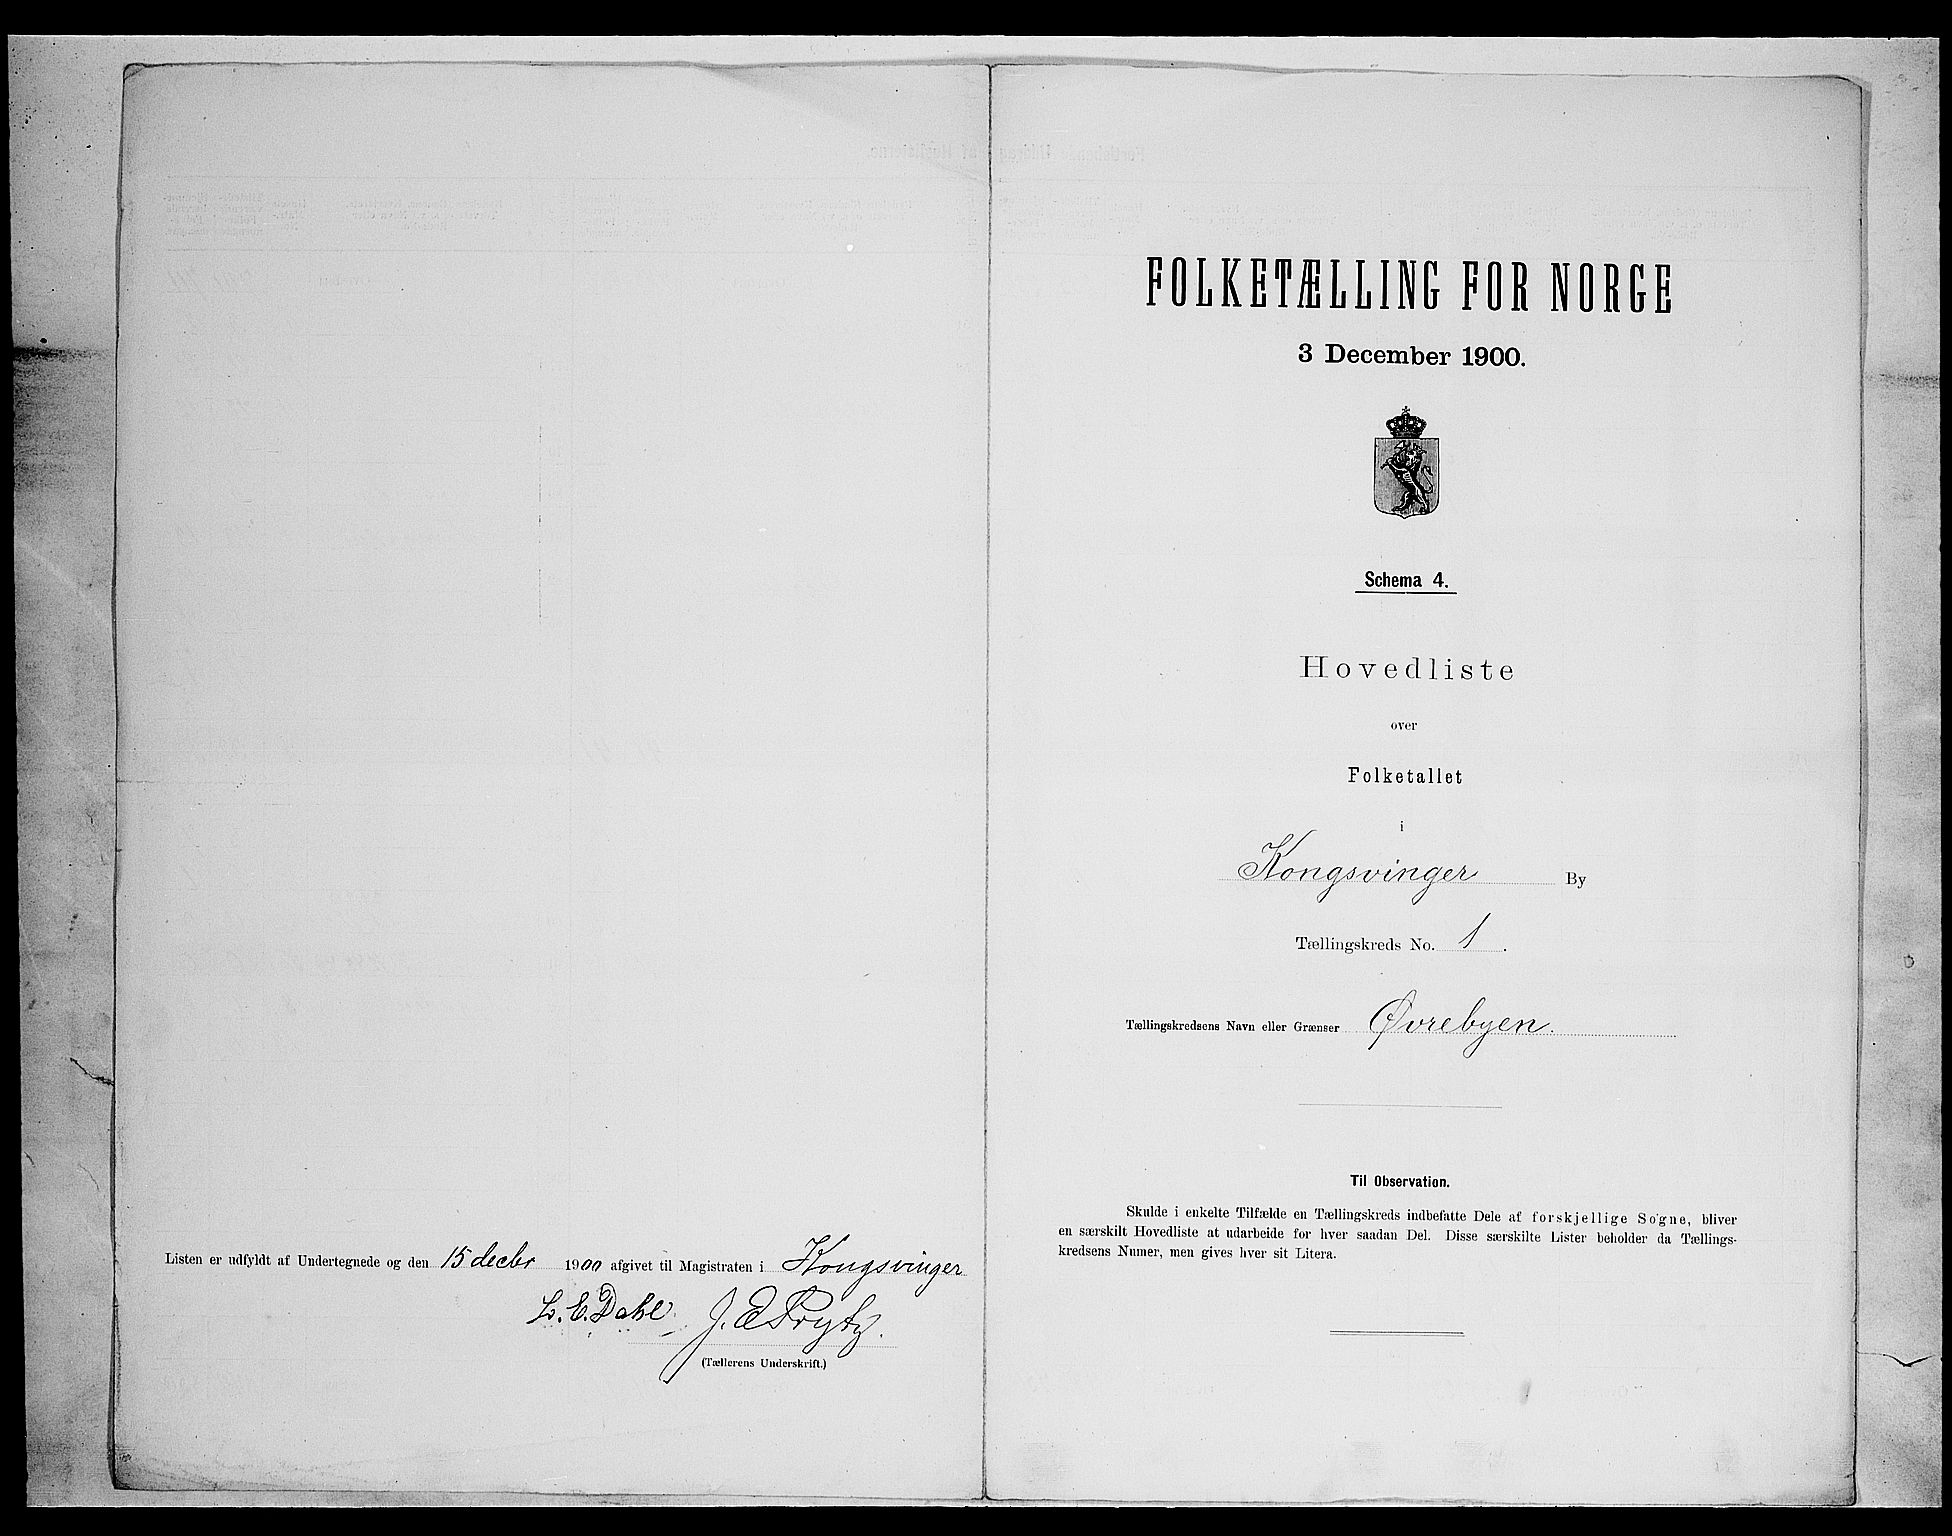 Listen er udfyldt af Undertegnede og den 15 decbr 1900 afgivet til Magistraten i Kongsvinger
L. E. Dahl J. E Prytz.
(Tællerens Underskrift.)
FOLKETÆLLING FOR NORGE
3 December 1900.
Schema 4.
Hovedliste
over
Folketallet
i
Kongsvinger By
Tællingskreds No. 1.
Tællingskredsens Navn eller Grænser Øvrebyen.
Til Observation.
Skulde i enkelte Tilfælde en Tællingskreds indbefatte Dele af forskjellige Sogne, bliver
en særskilt Hovedliste at udarbeide for hver saadan Del. Disse særskilte Lister beholder da Tællings-
kredsens Numer, men gives hver sit Litera.